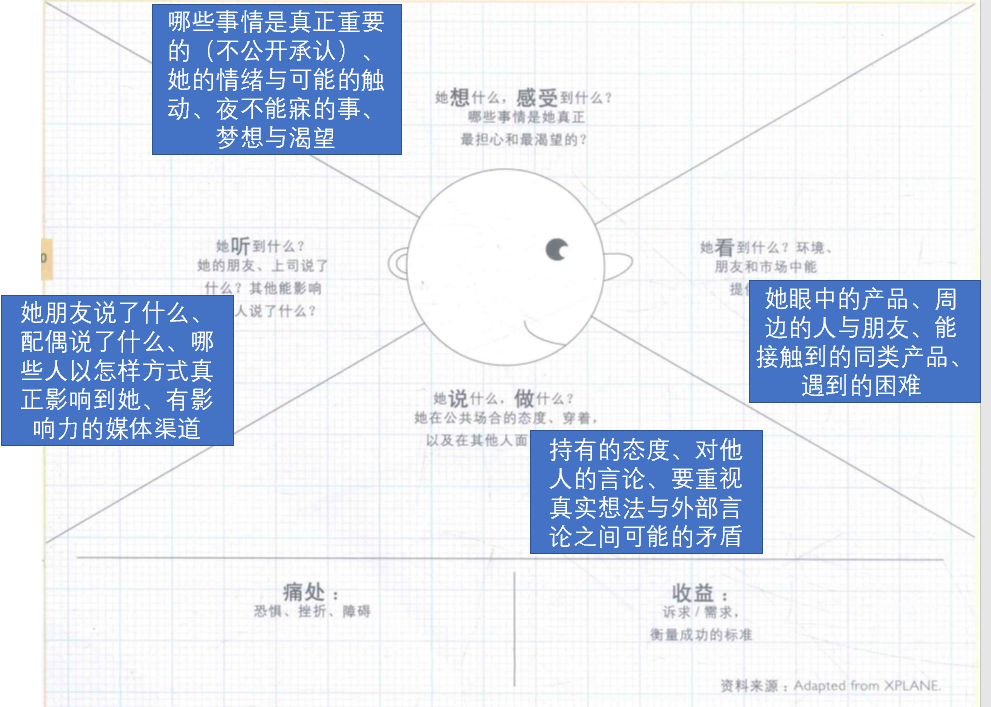 哪些事情是真正重要
的（不公开承认）、
她的情绪与可能的触
动、夜不能寐的事、
梦想与渴望
她想什么，感受到什么？
哪些事情是她真正
最担心和最渴望的？
她听到什么？
她的朋友、上司说了
什么？其他能影响
人说了什么？
她朋友说了什么、
配偶说了什么、哪
些人以怎样方式真
正影响到她、有影
响力的媒体渠道
她看到什么？环境、
朋友和市场中能
提
她眼中的产品、周
边的人与朋友、能
接触到的同类产品、
遇到的困难
她说什么，做什么？
她在公共场合的态度、穿着，
以及在其他人面
持有的态度、对他
人的言论、要重视
真实想法与外部言
论之间可能的矛盾
痛处：
恐惧、挫折、障碍
收益：
诉求/需求，
衡量成功的标准
资料来源：Adapted from XPLANE.